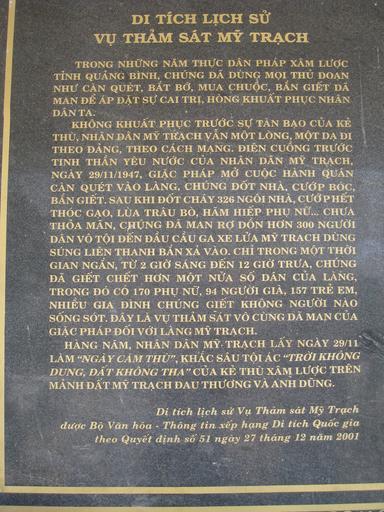 DI TÍCH LỊCH SỬ
VỤ THẢM SÁT MỸ TRẠCH
TRONG NHỮNG NĂM THỰC DÂN PHÁP XÂM LƯỢC
TỈNH QUẢNG BÌNH, CHÚNG ĐÃ DÙNG MỌI THỦ ĐOẠN
NHƯ CÀN QUÉT, BẮT BỚ, MUA CHUỘC, BẮN GIẾT DÃ
MAN ĐỂ ÁP ĐẶT SỰ CAI TRỊ, HÒNG KHUẤT PHỤC NHÂN
DÂN TA.
KHÔNG KHUẤT PHỤC TRƯỚC SỰ TÀN BẠO CỦA KẺ
THÙ, NHÂN DÂN MỸ TRẠCH VẪN MỘT LÒNG, MỘT DẠ ĐI
THEO ĐẢNG, THEO CÁCH MẠNG. ĐIÊN CUỒNG TRƯỚC
TINH THẦN YÊU NƯỚC CỦA NHÂN DÂN MỸ TRẠCH,
NGÀY 29/11/1947, GIẶC PHÁP MỞ CUỘC HÀNH QUÂN
CÀN QUÉT VÀO LÀNG. CHÚNG ĐỐT NHÀ, CƯỚP BÓC,
BẮN GIẾT. SAU KHI ĐỐT CHÁY 326 NGÔI NHÀ, CƯỚP HẾT
THÓC GẠO, LÙA TRÂU BÒ, HÃM HIẾP PHỤ NỮ... CHƯA
THỎA MÃN, CHÚNG ĐÃ MAN RỢ DỒN HƠN 300 NGƯỜI
DÂN VÔ TỘI ĐẾN ĐẦU CẦU GA XE LỬA MỸ TRẠCH DÙNG
SÚNG LIÊN THANH BẮN XẢ VÀO. CHỈ TRONG MỘT THỜI
GIAN NGẮN, TỪ 2 GIỜ SÁNG ĐẾN 12 GIỜ TRƯA, CHÚNG
ĐÃ GIẾT CHẾT HƠN MỘT NỬA SỐ DÂN CỦA LÀNG,
TRONG ĐÓ CÓ 170 PHỤ NỮ, 94 NGƯỜI GIÀ, 157 TRẺ EM,
NHIỀU GIA ĐÌNH CHÚNG GIẾT KHÔNG NGƯỜI NÀO
SỐNG SÓT. ĐÂY LÀ VỤ THẢM SÁT VÔ CÙNG DÃ MAN CỦA
GIẶC PHÁP ĐỐI VỚI LÀNG MỸ TRẠCH.
HÀNG NĂM, NHÂN DÂN MỸ TRẠCH LẤY NGÀY 29/11
LÀM "NGÀY CĂM THÙ", KHẮC SÂU TỘI ÁC "TRỜI KHÔNG
DUNG, ĐẤT KHÔNG THA" CỦA KẺ THÙ XÂM LƯỢC TRÊN
MẢNH ĐẤT MỸ TRẠCH ĐAU THƯƠNG VÀ ANH DŨNG.
Di tích lịch sử Vụ Thảm sát Mỹ Trạch
được Bộ Văn hóa - Thông tin xếp hạng Di tích Quốc gia
theo Quyết định số 51 ngày 27 tháng 12 năm 2001